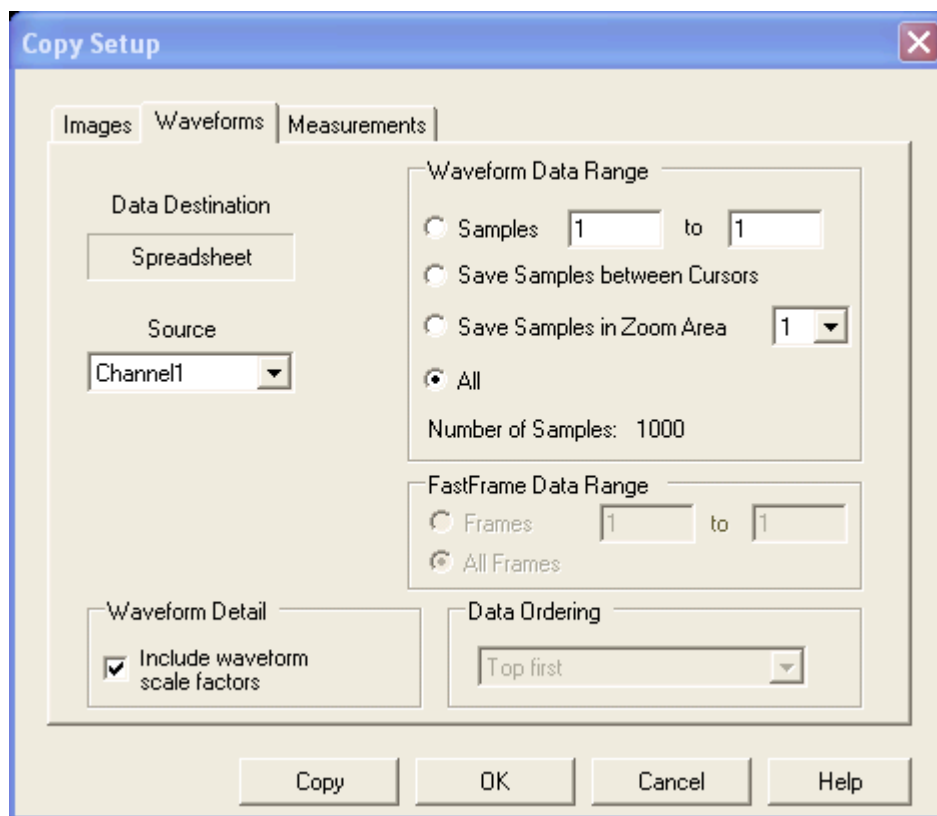 Copy Setup
Images Waveforms Measurements
Data Destination
Spreadsheet
Source
Channel1
Waveform Data Range
Samples 1 to 1
Save Samples between Cursors
Save Samples in Zoom Area 1
All
Number of Samples: 1000
FastFrame Data Range
Frames 1 to 1
All Frames
Waveform Detail
Include waveform
scale factors
Data Ordering
Top first
Copy OK Cancel Help